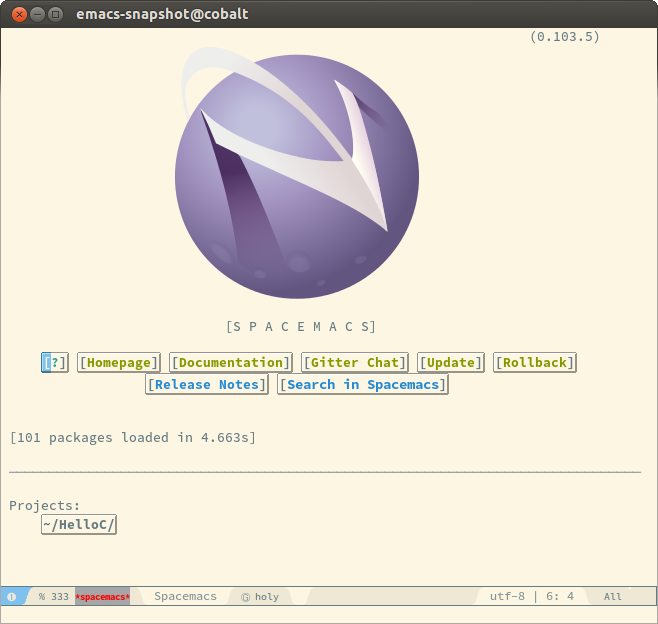 emacs-snapshot@cobalt
(0.103.5)
[S P A C E M A C S]
[?] [Homepage] [Documentation] [Gitter Chat] [Update] [Rollback]
[Release Notes] [Search in Spacemacs]
[101 packages loaded in 4.663s]
Projects:
~/HelloC/
① % 333 *spacemacs* Spacemacs ⓖ holy utf-8 | 6: 4 All